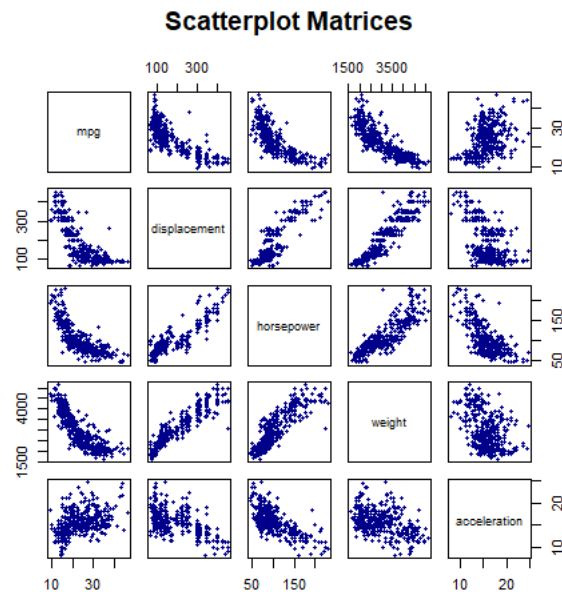 Scatterplot Matrices
100 300
1500 3500
mpg
10 30
100 300
displacement
horsepower
50 150
1500 4000
weight
acceleration
10 20
10 30
50 150
10 20